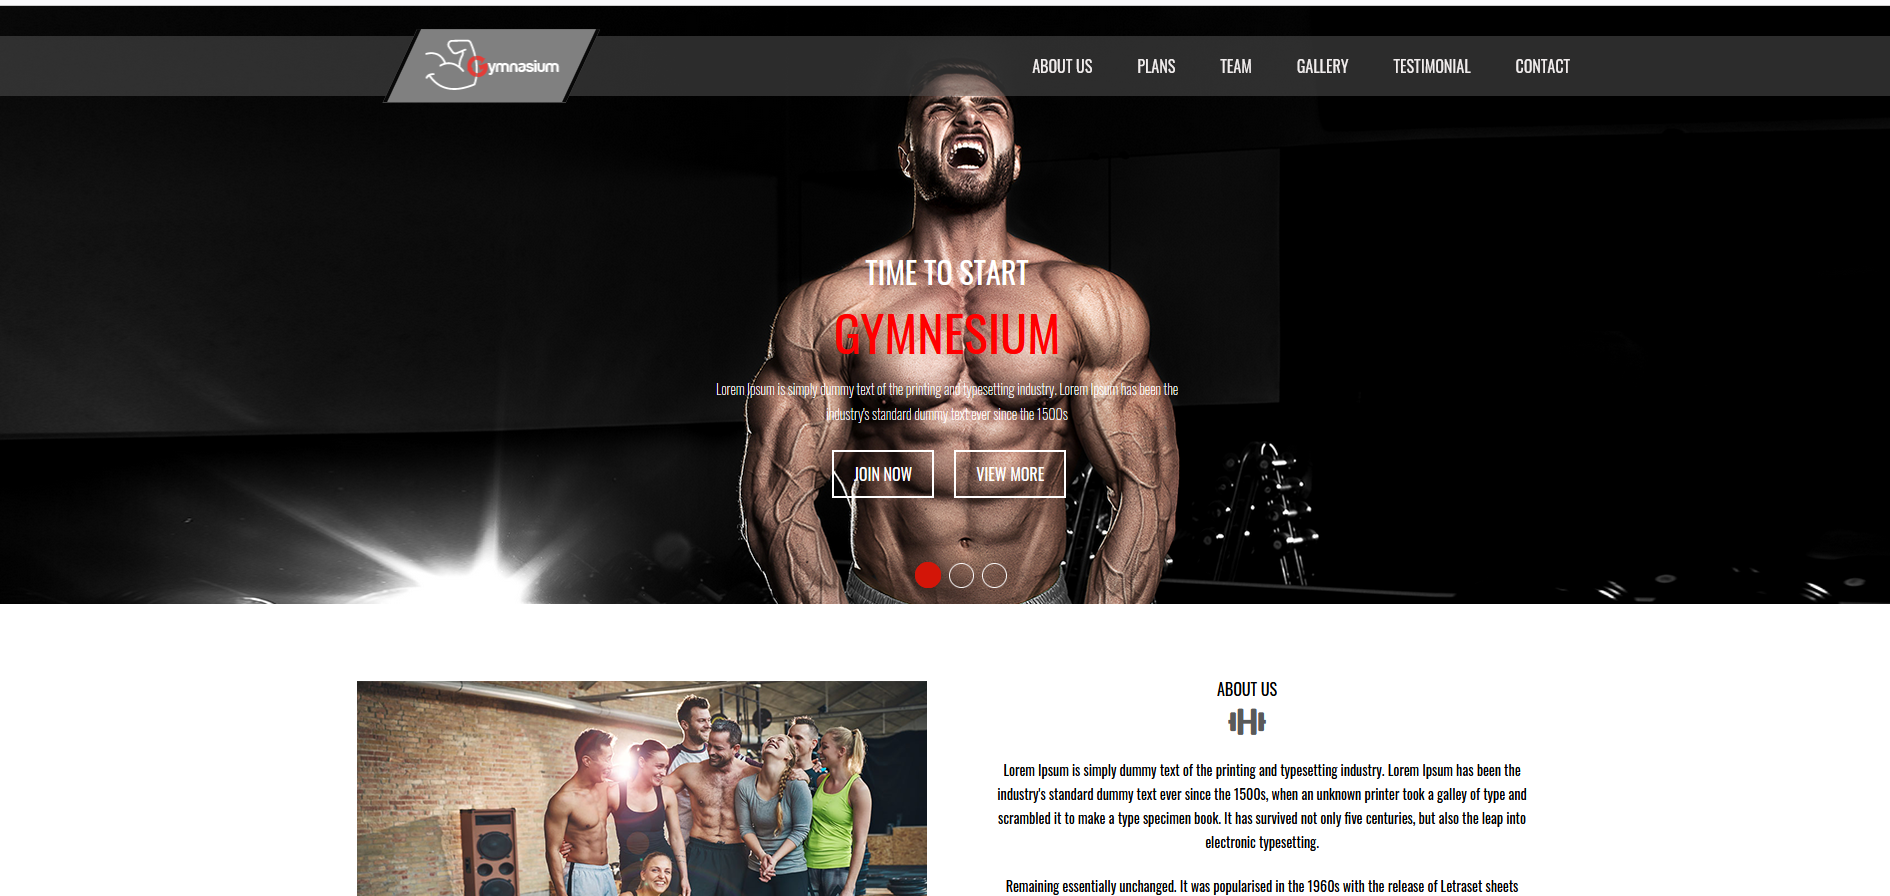 Gymnasium
ABOUT US PLANS TEAM GALLERY TESTIMONIAL CONTACT
TIME TO START
GYMNESIUM
Lorem Ipsum is simply dummy text of the printing and typesetting industry. Lorem Ipsum has been the
industry's standard dummy text ever since the 1500s
JOIN NOW VIEW MORE
ABOUT US
Lorem Ipsum is simply dummy text of the printing and typesetting industry. Lorem Ipsum has been the
industry's standard dummy text ever since the 1500s, when an unknown printer took a galley of type and
scrambled it to make a type specimen book. It has survived not only five centuries, but also the leap into
electronic typesetting.
Remaining essentially unchanged. It was popularised in the 1960s with the release of Letraset sheets